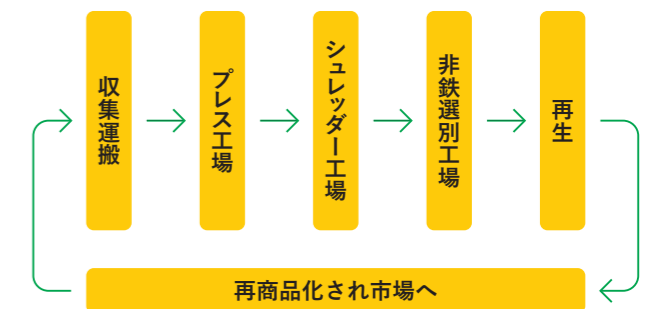 収集運搬
プレス工場
シュレッダー工場
非鉄選別工場
再生
再商品化され市場へ